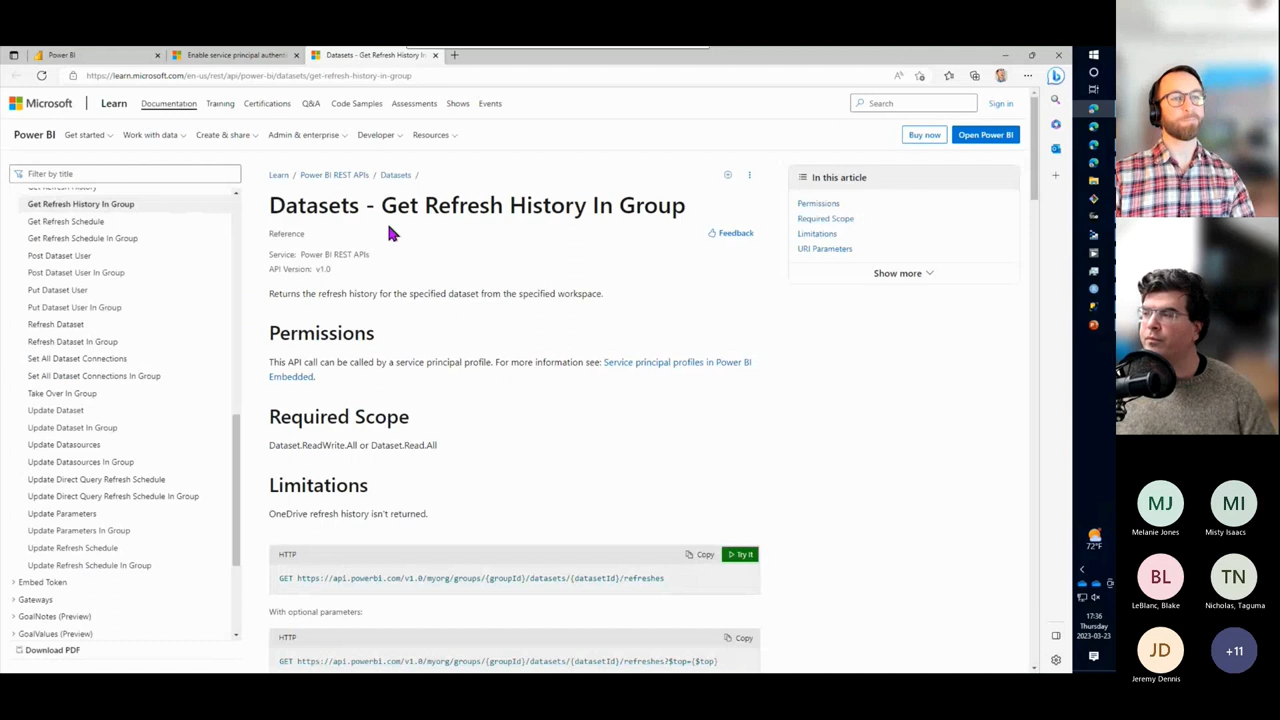 Power BI
Enable service principal authent
Datasets - Get Refresh History In
https://learn.microsoft.com/en-us/rest/api/power-bi/datasets/get-refresh-history-in-group
Microsoft
Learn
Documentation
Training
Certifications
Q&A
Code Samples
Assessments
Shows
Events
Search
Sign in
Power BI
Get started
Work with data
Create & share
Admin & enterprise
Developer
Resources
Buy now
Open Power BI
Filter by title
Get Refresh History
Get Refresh History In Group
Get Refresh Schedule
Get Refresh Schedule In Group
Post Dataset User
Post Dataset User In Group
Put Dataset User
Put Dataset User In Group
Refresh Dataset
Refresh Dataset In Group
Set All Dataset Connections
Set All Dataset Connections In Group
Take Over In Group
Update Dataset
Update Dataset In Group
Update Datasources
Update Datasources In Group
Update Direct Query Refresh Schedule
Update Direct Query Refresh Schedule In Group
Update Parameters
Update Parameters In Group
Update Refresh Schedule
Update Refresh Schedule In Group
Embed Token
Gateways
GoalNotes (Preview)
GoalValues (Preview)
Download PDF
Learn / Power BI REST APIs / Datasets /
Datasets - Get Refresh History In Group
Reference
Feedback
Service: Power BI REST APIs
API Version: v1.0
Returns the refresh history for the specified dataset from the specified workspace.
Permissions
This API call can be called by a service principal profile. For more information see: Service principal profiles in Power BI
Embedded.
Required Scope
Dataset.ReadWrite.All or Dataset.Read.All
Limitations
OneDrive refresh history isn't returned.
HTTP
Copy
Try It
GET https://api.powerbi.com/v1.0/myorg/groups/{groupId}/datasets/{datasetId}/refreshes
With optional parameters:
HTTP
Copy
GET https://api.powerbi.com/v1.0/myorg/groups/{groupId}/datasets/{datasetId}/refreshes?$top={$top}
In this article
Permissions
Required Scope
Limitations
URI Parameters
Show more
72°F
17:36
Thursday
2023-03-23
MJ
Melanie Jones
MI
Misty Isaacs
BL
LeBlanc, Blake
TN
Nicholas, Taguma
JD
Jeremy Dennis
+11